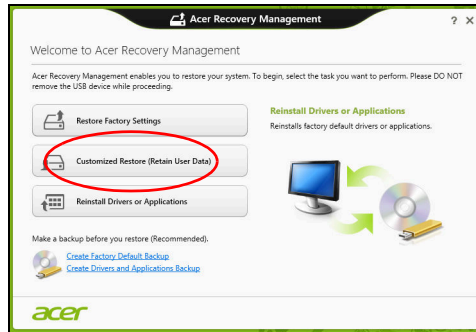 Acer Recovery Management
? ×
Welcome to Acer Recovery Management
Acer Recovery Management enables you to restore your system. To begin, select the task you want to perform. Please DO NOT
remove the USB device while proceeding.
Restore Factory Settings
Customized Restore (Retain User Data)
Reinstall Drivers or Applications
Reinstall Drivers or Applications
Reinstalls factory default drivers or applications.
Make a backup before you restore (Recommended).
Create Factory Default Backup
Create Drivers and Applications Backup
acer